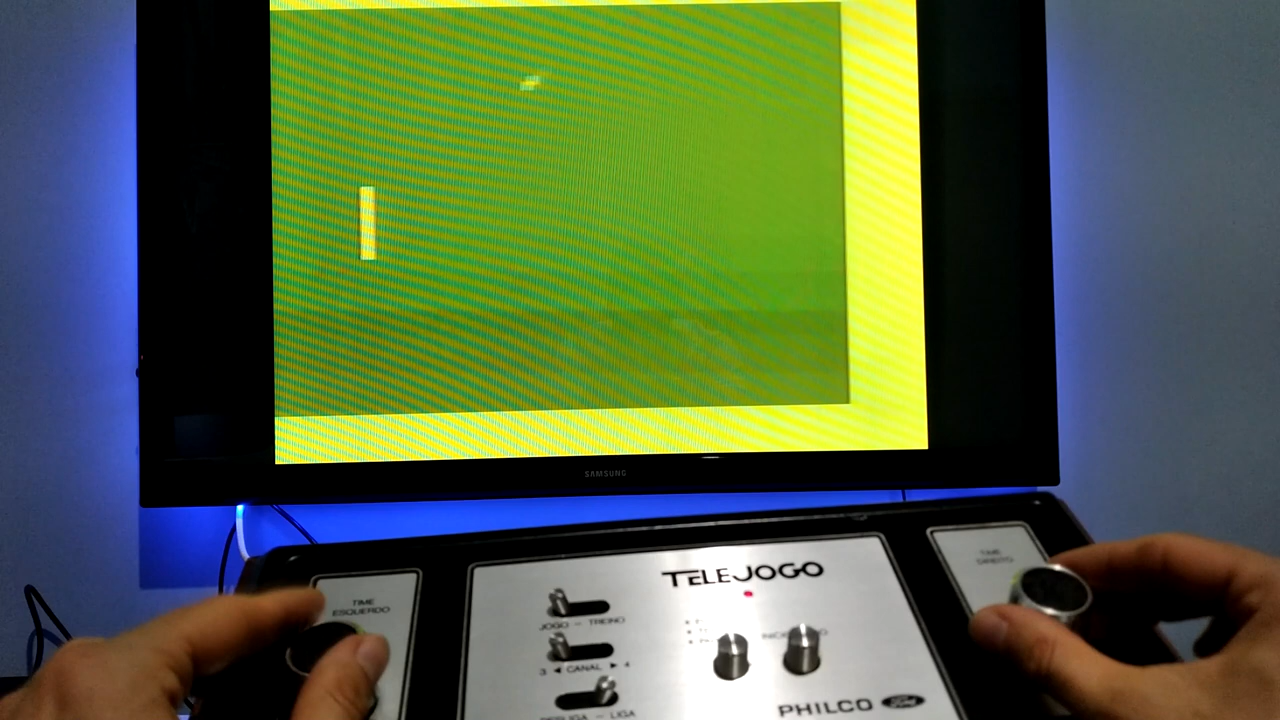 SAMSUNG
TELEJOGO
TIME
ESQUERDO
TIME
DIREITO
JOGO — TREINO
3 ◄ CANAL ► 4
DESLIGA — LIGA
PHILCO Ford